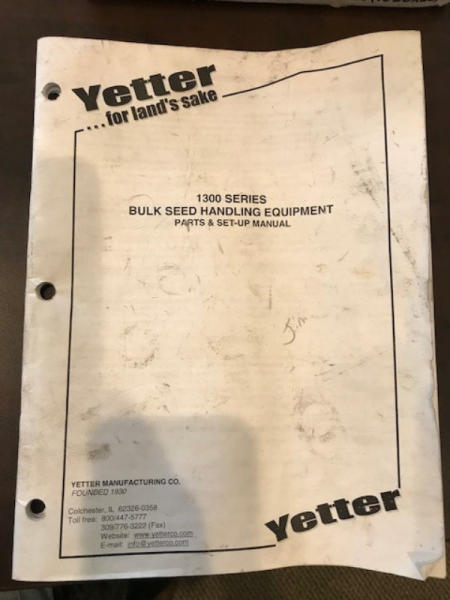 Yetter
...for land's sake
1300 SERIES
BULK SEED HANDLING EQUIPMENT
PARTS & SET-UP MANUAL
YETTER MANUFACTURING CO.
FOUNDED 1930
Colchester, IL 62326-0358
Toll free: 800/447-5777
309/776-3222 (Fax)
Website: www.yetterco.com
E-mail: info@yetterco.com
Yetter